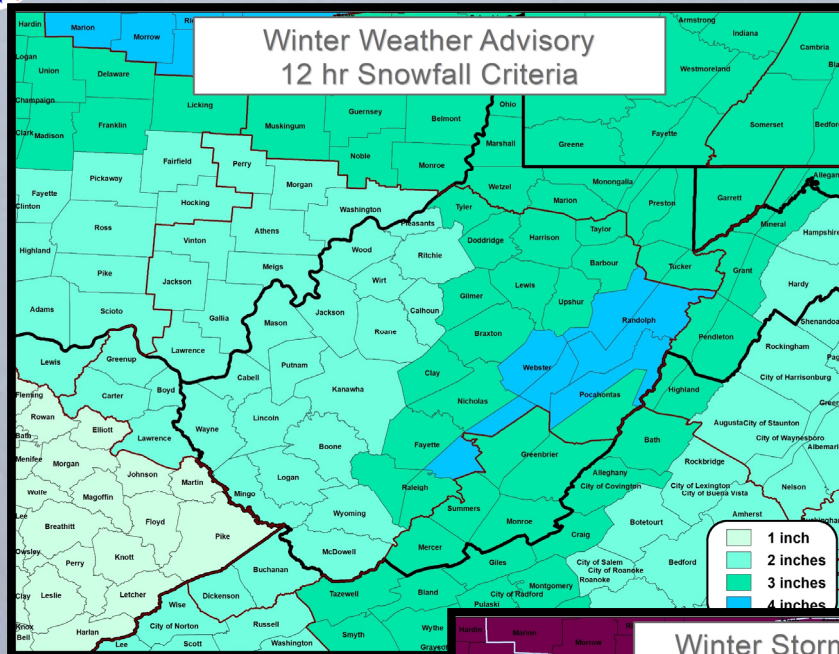 Winter Weather Advisory
12 hr Snowfall Criteria
Hardin
Marion
Morrow
Armstrong
Indiana
Cambria
Logan
Union
Delaware
Westmoreland
Champaign
Licking
Guernsey
Belmont
Ohio
Clark
Madison
Franklin
Muskingum
Marshall
Greene
Fayette
Somerset
Bedford
Noble
Monroe
Fairfield
Perry
Pickaway
Morgan
Wetzel
Monongalia
Marion
Preston
Garrett
Fayette
Clinton
Hocking
Washington
Pleasants
Tyler
Mineral
Hampshire
Ross
Vinton
Athens
Wood
Ritchie
Doddridge
Harrison
Taylor
Barbour
Highland
Pike
Jackson
Meigs
Wirt
Tucker
Grant
Hardy
Adams
Scioto
Gallia
Mason
Jackson
Calhoun
Roane
Gilmer
Lewis
Upshur
Randolph
Lawrence
Braxton
Pendleton
Rockingham
Lewis
Greenup
Putnam
Cabell
Kanawha
Clay
Webster
City of Harrisonburg
Fleming
Carter
Boyd
Nicholas
Pocahontas
Highland
Rowan
Elliott
Lawrence
Wayne
Lincoln
Boone
Fayette
Bath
Augusta
City of Staunton
City of Waynesboro
Bath
Menifee
Morgan
Johnson
Martin
Logan
Raleigh
Greenbrier
Alleghany
City of Covington
Rockbridge
City of Lexington
City of Buena Vista
Nelson
Wolfe
Magoffin
Mingo
Wyoming
Summers
Monroe
Amherst
Lee
Breathitt
Floyd
Pike
McDowell
Mercer
Craig
Botetourt
Owsley
Perry
Knott
Buchanan
Giles
City of Salem
City of Roanoke
Roanoke
Bedford
Clay
Leslie
Letcher
Dickenson
Wise
Tazewell
Bland
Montgomery
City of Radford
Pulaski
Knox
Bell
Harlan
City of Norton
Lee
Scott
Russell
Washington
Smyth
Wythe
1 inch
2 inches
3 inches
4 inches
Hardin
Marion
Morrow
Winter Storm